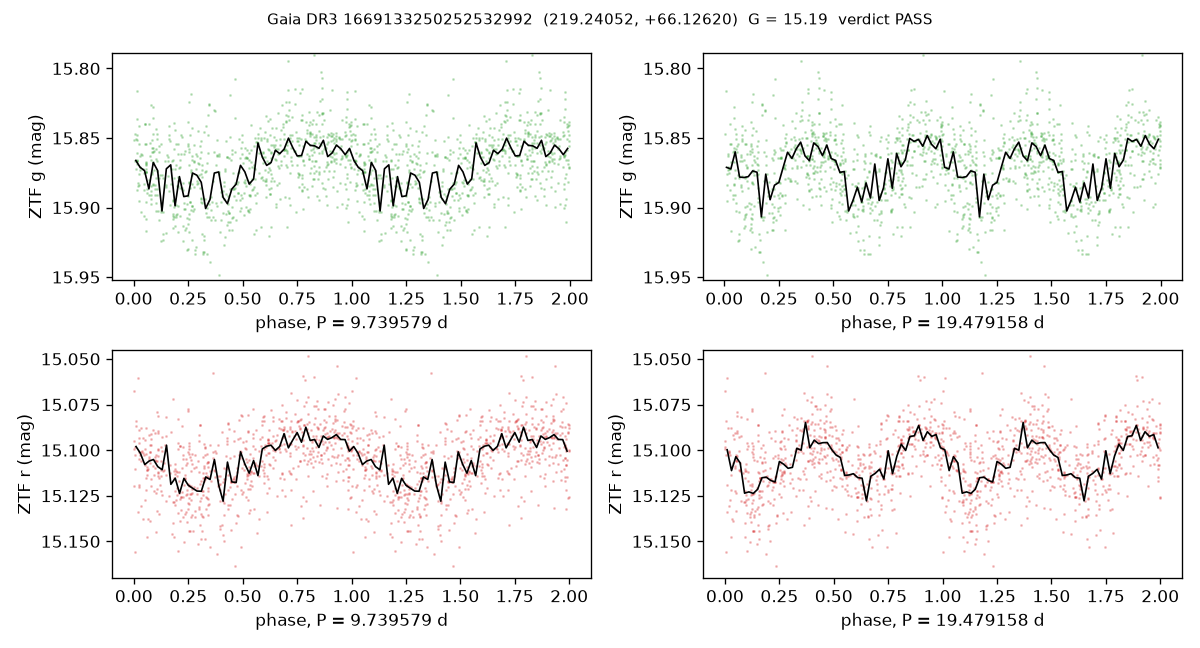 Gaia DR3 1669133250252532992  (219.24052, +66.12620)  G = 15.19  verdict PASS
ZTF g (mag)
15.80
15.85
15.90
15.95
0.00 0.25 0.50 0.75 1.00 1.25 1.50 1.75 2.00
phase, P = 9.739579 d
ZTF g (mag)
15.80
15.85
15.90
15.95
0.00 0.25 0.50 0.75 1.00 1.25 1.50 1.75 2.00
phase, P = 19.479158 d
ZTF r (mag)
15.050
15.075
15.100
15.125
15.150
0.00 0.25 0.50 0.75 1.00 1.25 1.50 1.75 2.00
phase, P = 9.739579 d
ZTF r (mag)
15.050
15.075
15.100
15.125
15.150
0.00 0.25 0.50 0.75 1.00 1.25 1.50 1.75 2.00
phase, P = 19.479158 d